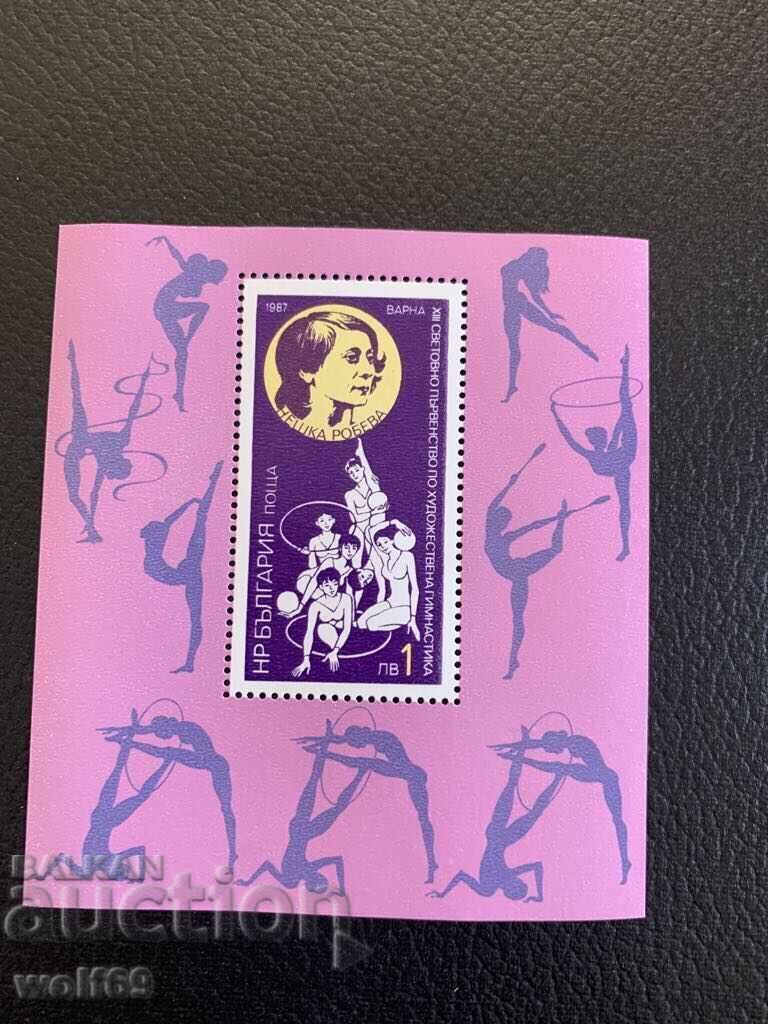 1987
ВАРНА
XIII СВЕТОВНО ПЪРВЕНСТВО ПО ХУДОЖЕСТВЕНА ГИМНАСТИКА
НЕШКА РОБЕВА
НР БЪЛГАРИЯ ПОЩА
ЛВ 1
BALKAN
auction
wolf69